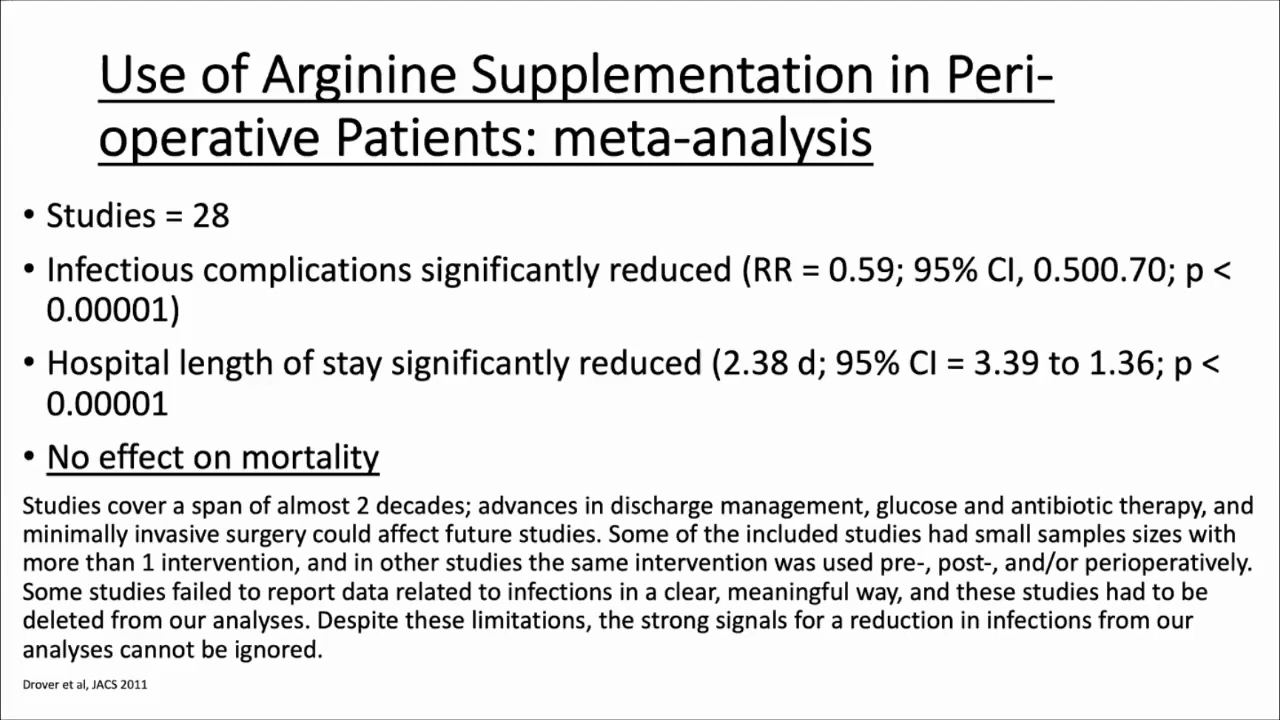 Use of Arginine Supplementation in Peri-
operative Patients: meta-analysis
• Studies = 28
• Infectious complications significantly reduced (RR = 0.59; 95% CI, 0.500.70; p <
0.00001)
• Hospital length of stay significantly reduced (2.38 d; 95% CI = 3.39 to 1.36; p <
0.00001
• No effect on mortality
Studies cover a span of almost 2 decades; advances in discharge management, glucose and antibiotic therapy, and
minimally invasive surgery could affect future studies. Some of the included studies had small samples sizes with
more than 1 intervention, and in other studies the same intervention was used pre-, post-, and/or perioperatively.
Some studies failed to report data related to infections in a clear, meaningful way, and these studies had to be
deleted from our analyses. Despite these limitations, the strong signals for a reduction in infections from our
analyses cannot be ignored.
Drover et al, JACS 2011